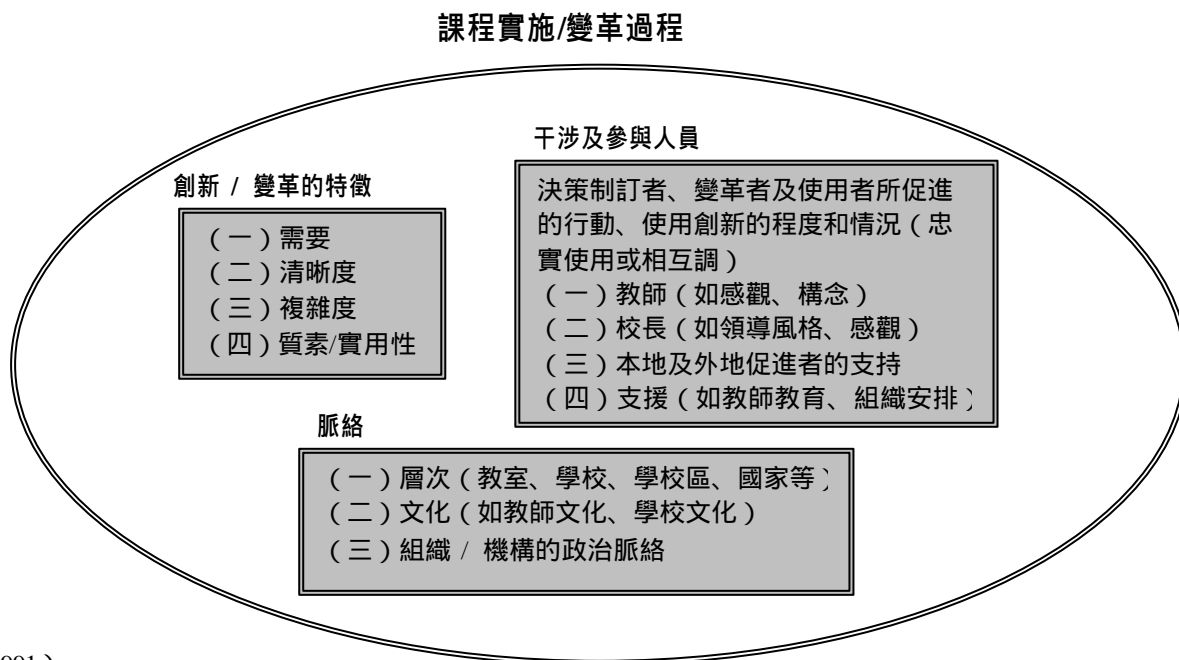 課程實施/變革過程
干涉及參與人員
決策制訂者、變革者及使用者所促進
的行動、使用創新的程度和情況（忠
實使用或相互調）
（一）教師（如感觀、構念）
（二）校長（如領導風格、感觀）
（三）本地及外地促進者的支持
（四）支援（如教師教育、組織安排）
創新 / 變革的特徵
（一）需要
（二）清晰度
（三）複雜度
（四）質素/實用性
脈絡
（一）層次（教室、學校、學校區、國家等）
（二）文化（如教師文化、學校文化）
（三）組織 / 機構的政治脈絡